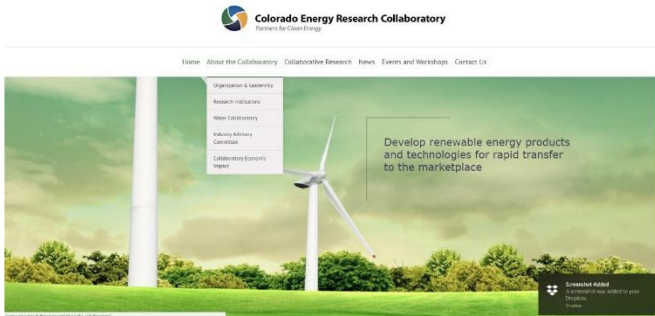 Colorado Energy Research Collaboratory
Partners for Clean Energy
Home About the Collaboratory Collaborative Research News Events and Workshops Contact Us
Organization & Leadership
Research Institutions
Water Collaboratory
Industry Advisory
Committee
Collaboratory Economic
Impact
Develop renewable energy products
and technologies for rapid transfer
to the marketplace
Screenshot Added
A screenshot was added to your
Dropbox.
Dropbox